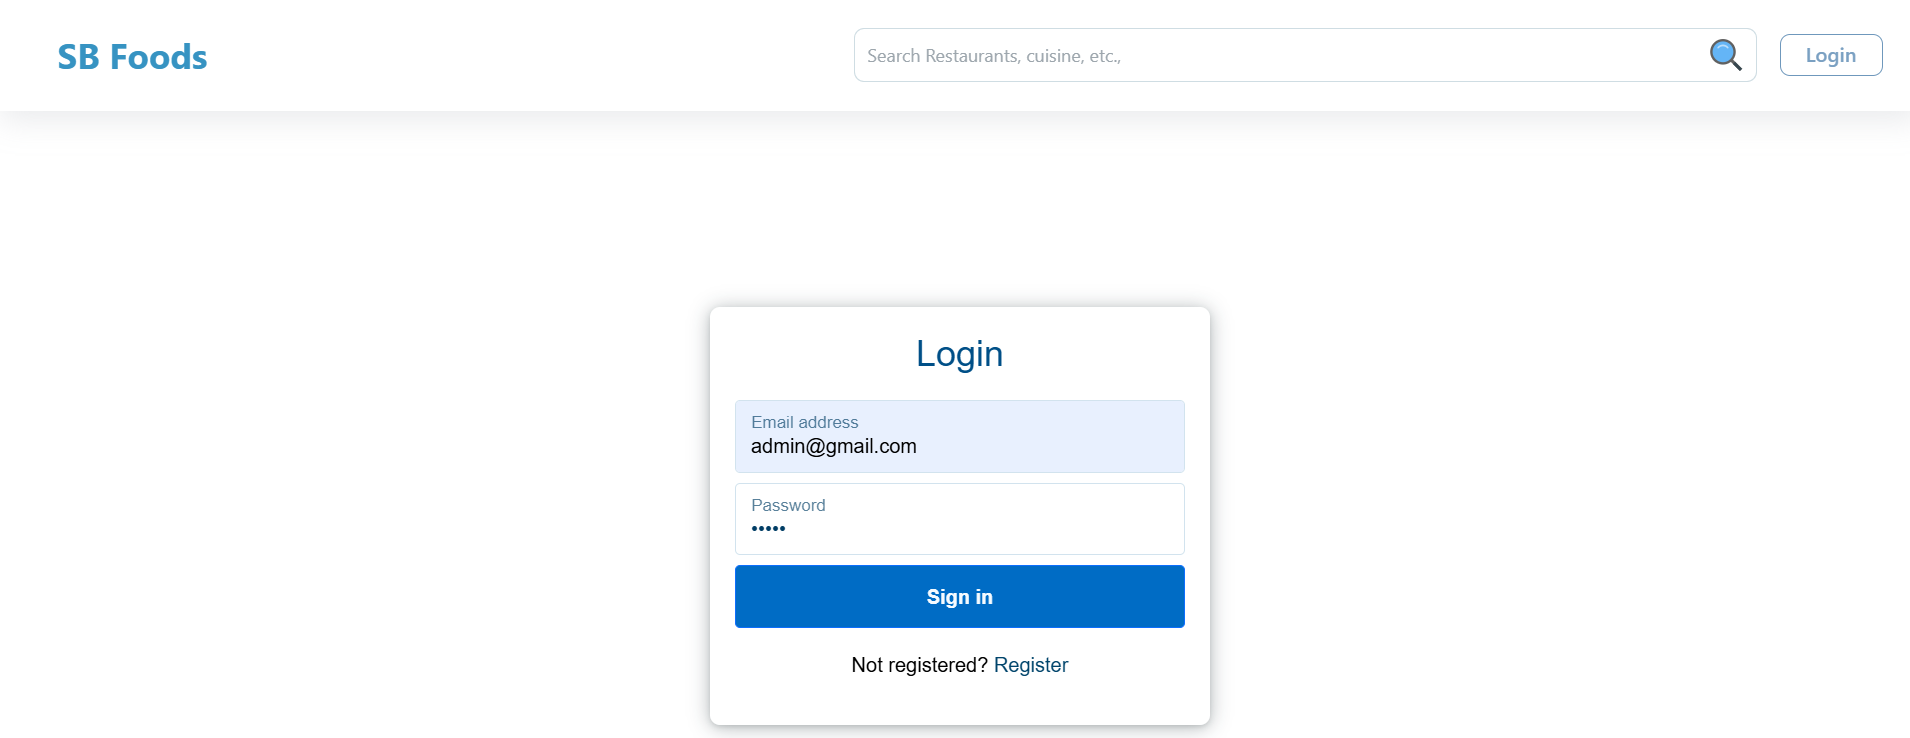 SB Foods
Search Restaurants, cuisine, etc.,
Login
Login
Email address
admin@gmail.com
Password
•••••
Sign in
Not registered? Register